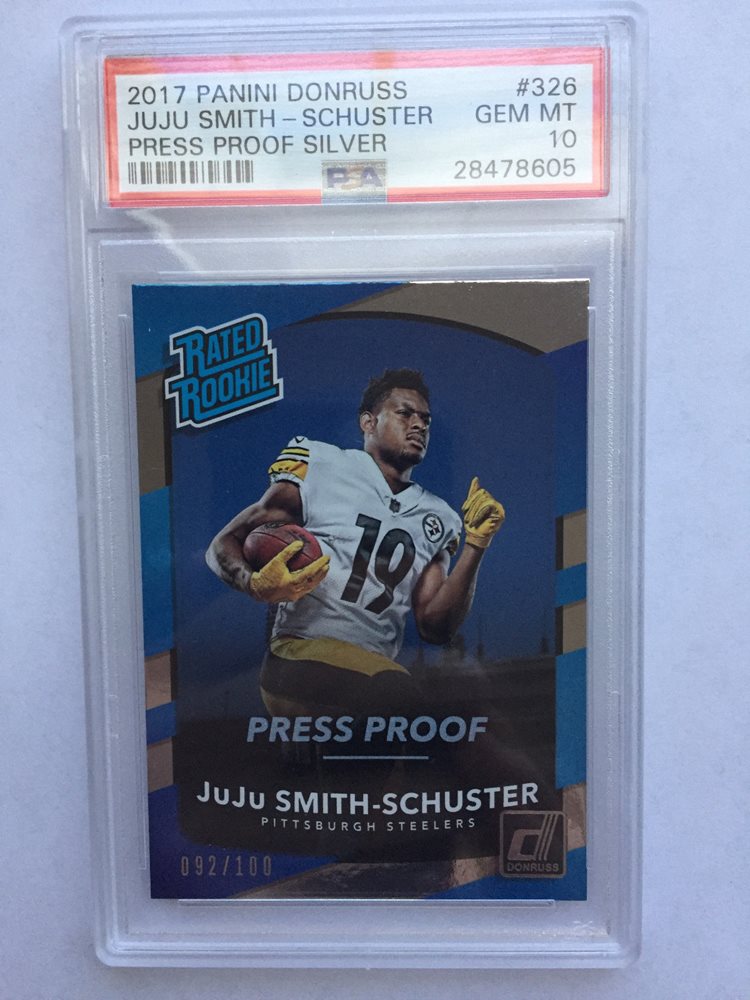 2017 PANINI DONRUSS #326
JUJU SMITH-SCHUSTER GEM MT
PRESS PROOF SILVER 10
PSA 28478605
RATED
ROOKIE
19
PRESS PROOF
JuJu SMITH-SCHUSTER
PITTSBURGH STEELERS
d
DONRUSS
092/100